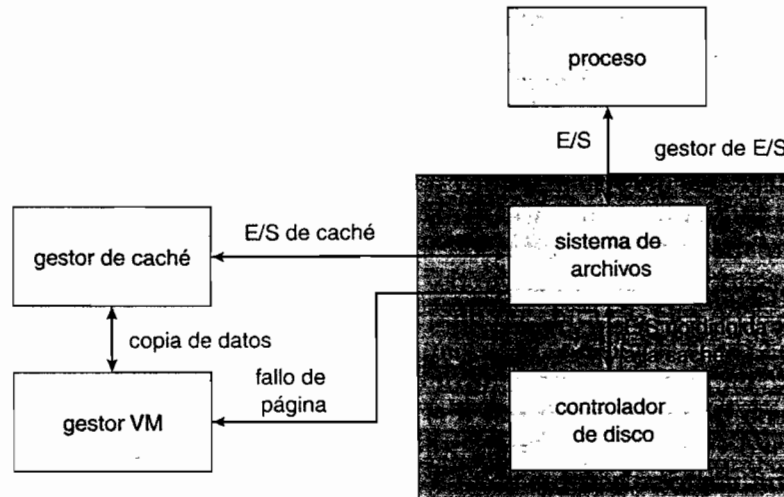 proceso
E/S
gestor de E/S
gestor de caché
E/S de caché
sistema de
archivos
copia de datos
fallo de
página
gestor VM
controlador
de disco